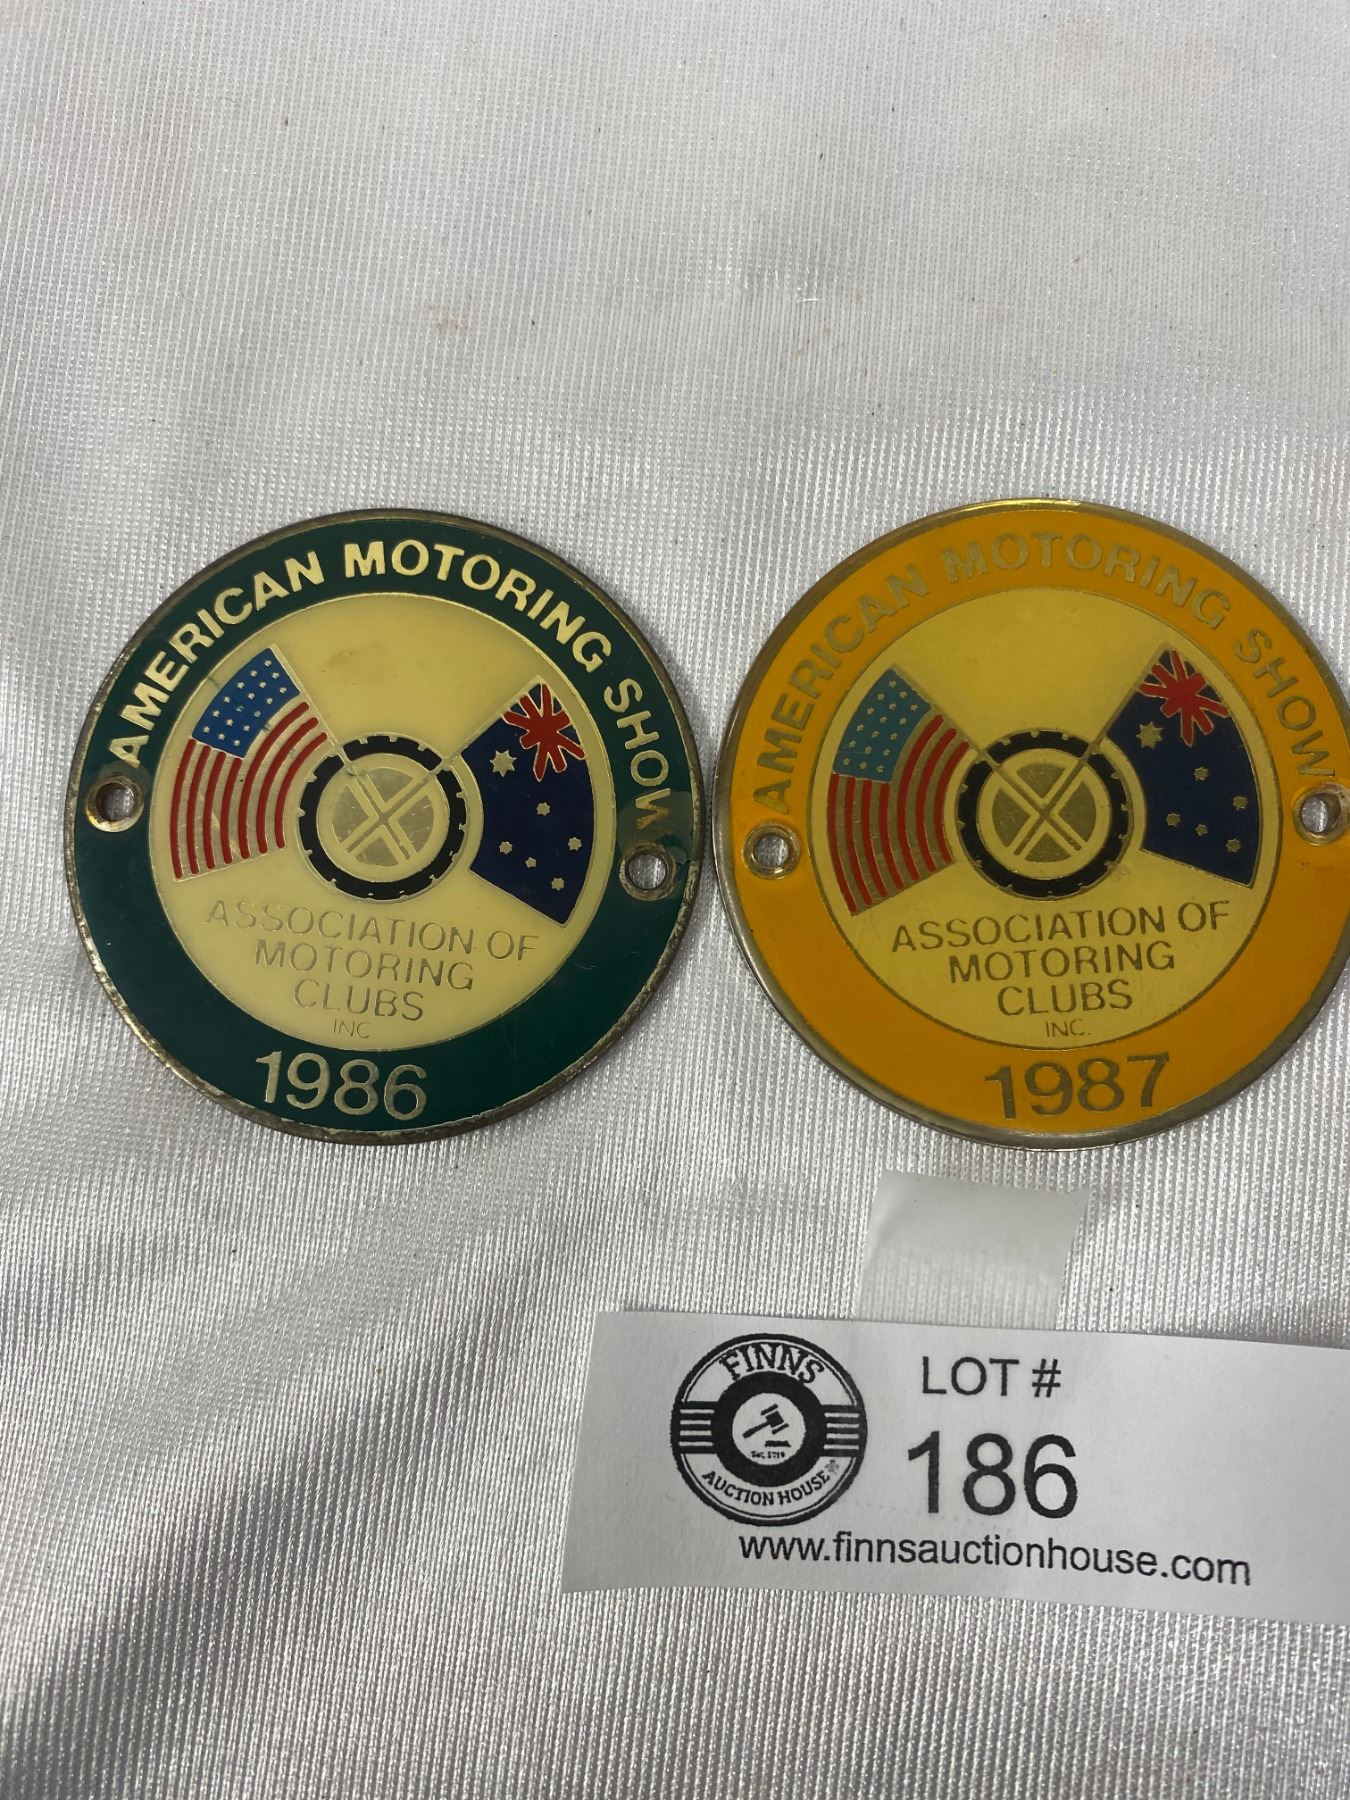 AMERICAN MOTORING SHOW
ASSOCIATION OF
MOTORING
CLUBS
INC
1986
AMERICAN MOTORING SHOW
ASSOCIATION OF
MOTORING
CLUBS
INC.
1987
FINNS
AUCTION HOUSE
LOT #
186
www.finnsauctionhouse.com